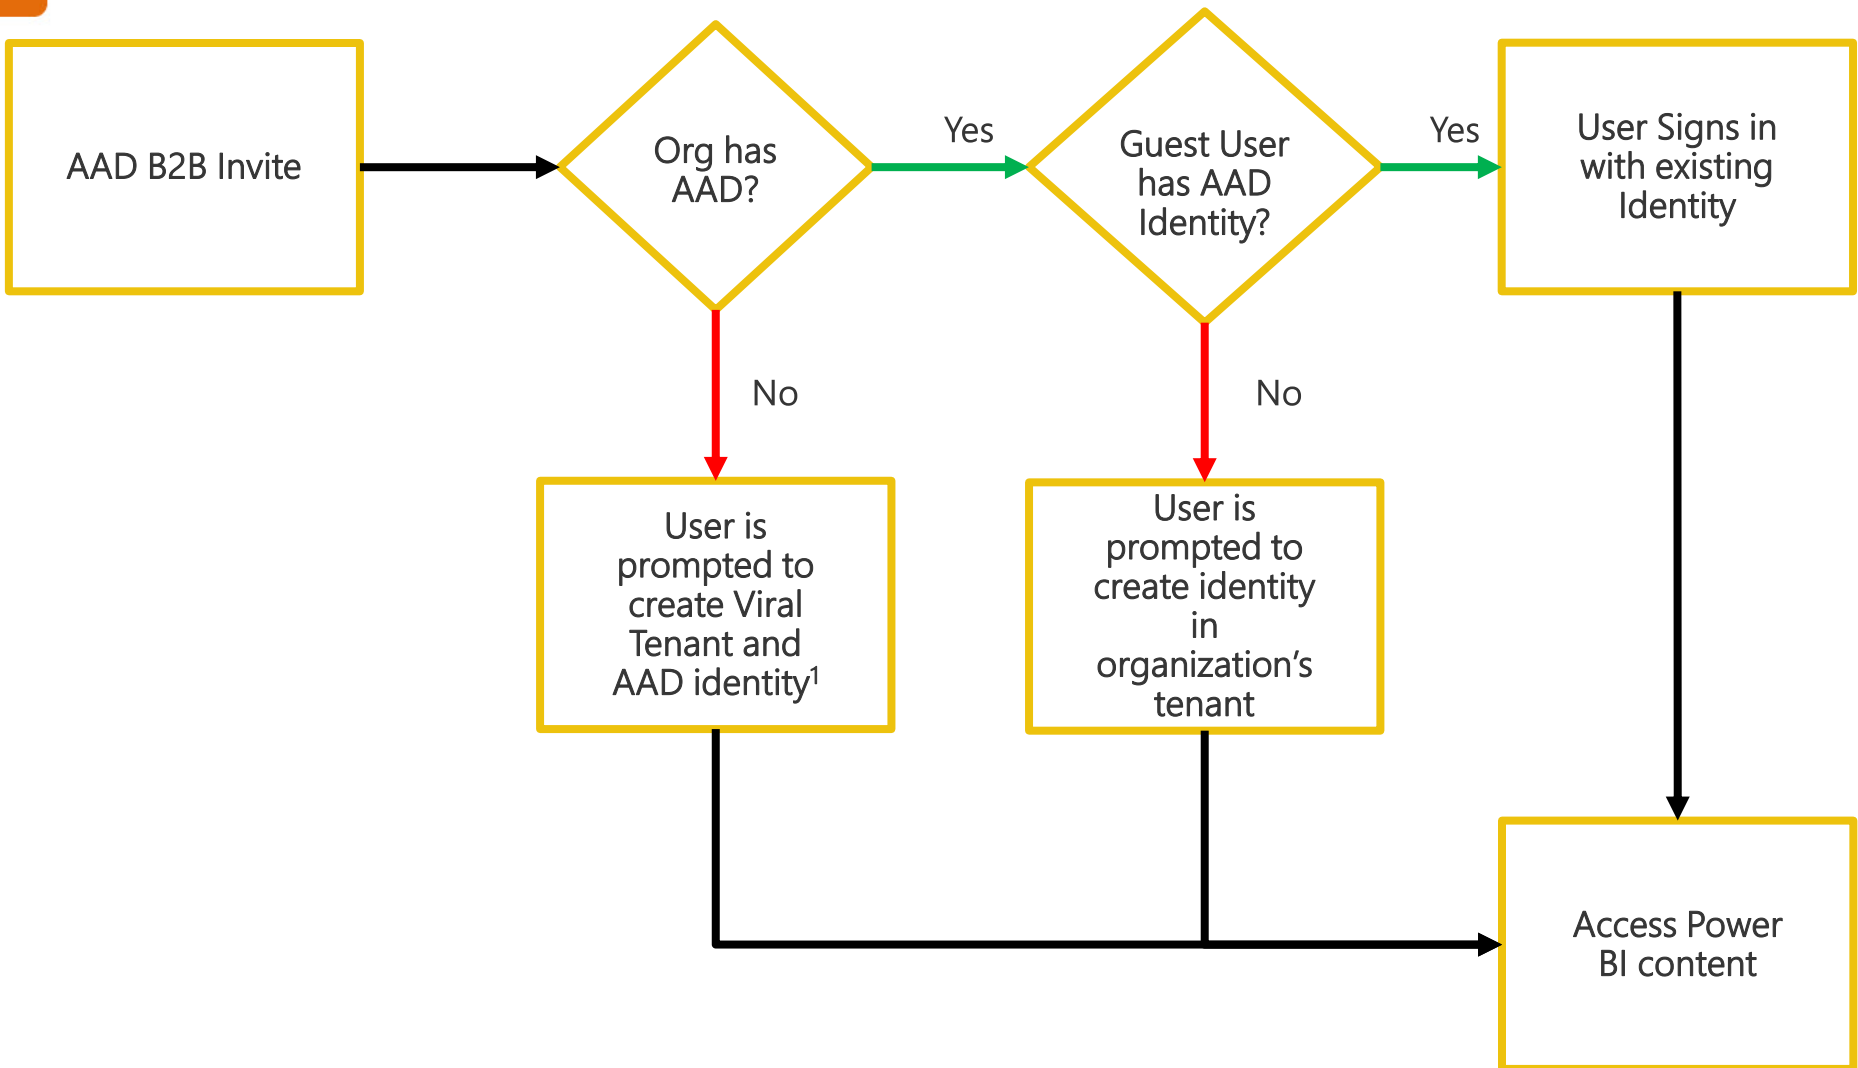 AAD B2B Invite
Org has
AAD?
Yes
Guest User
has AAD
Identity?
Yes
User Signs in
with existing
Identity
No
No
User is
prompted to
create Viral
Tenant and
AAD identity¹
User is
prompted to
create identity
in
organization’s
tenant
Access Power
BI content